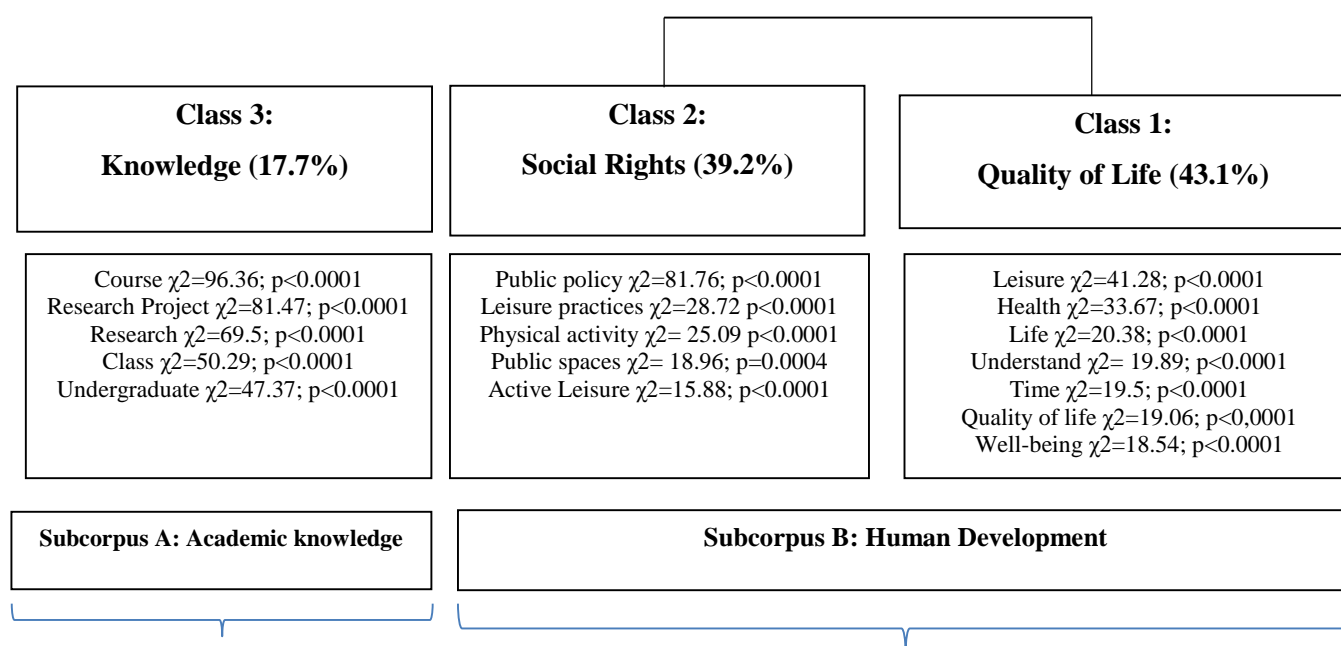 Class 3:
Knowledge (17.7%)
Class 2:
Social Rights (39.2%)
Class 1:
Quality of Life (43.1%)
Course χ2=96.36; p<0.0001
Research Project χ2=81.47; p<0.0001
Research χ2=69.5; p<0.0001
Class χ2=50.29; p<0.0001
Undergraduate χ2=47.37; p<0.0001
Public policy χ2=81.76; p<0.0001
Leisure practices χ2=28.72 p<0.0001
Physical activity χ2= 25.09 p<0.0001
Public spaces χ2= 18.96; p=0.0004
Active Leisure χ2=15.88; p<0.0001
Leisure χ2=41.28; p<0.0001
Health χ2=33.67; p<0.0001
Life χ2=20.38; p<0.0001
Understand χ2= 19.89; p<0.0001
Time χ2=19.5; p<0.0001
Quality of life χ2=19.06; p<0,0001
Well-being χ2=18.54; p<0.0001
Subcorpus A: Academic knowledge
Subcorpus B: Human Development